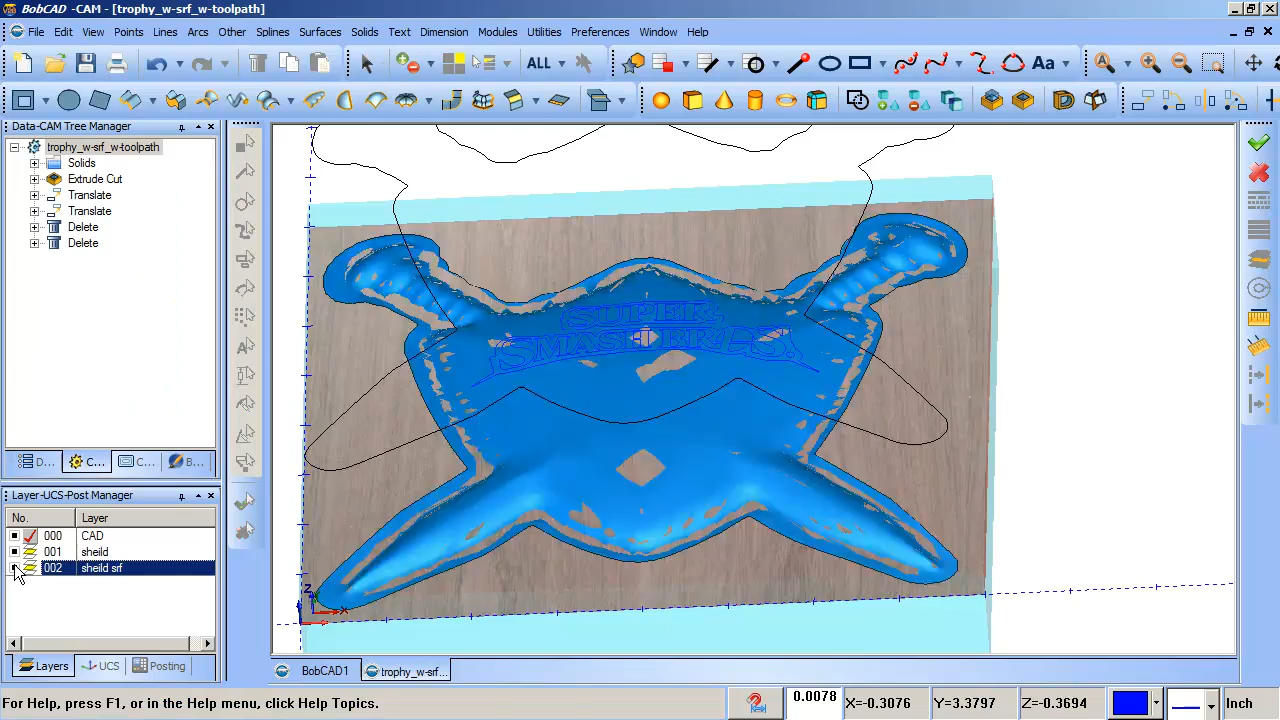 BobCAD -CAM - [trophy_w-srf_w-toolpath]
File Edit View Points Lines Arcs Other Splines Surfaces Solids Text Dimension Modules Utilities Preferences Window Help
ALL
Aa
Data-CAM Tree Manager
trophy_w-srf_w-toolpath
Solids
Extrude Cut
Translate
Translate
Delete
Delete
D... C... C... B...
Layer-UCS-Post Manager
No. Layer
000 CAD
001 sheild
002 sheild srf
Layers UCS Posting
SUPER
SMASH BROS.
Z
X
BobCAD1 trophy_w-srf...
For Help, press F1, or in the Help menu, click Help Topics.
0.0078 X=-0.3076 Y=3.3797 Z=-0.3694 Inch